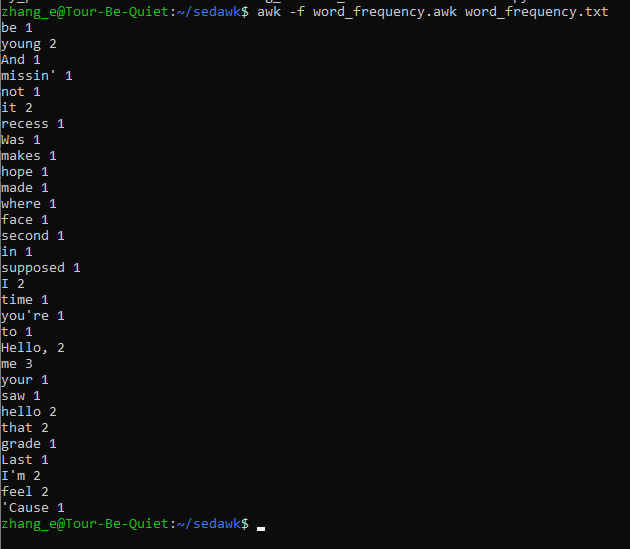 zhang_e@Tour-Be-Quiet:~/sedawk$ awk -f word_frequency.awk word_frequency.txt
be 1
young 2
And 1
missin' 1
not 1
it 2
recess 1
Was 1
makes 1
hope 1
made 1
where 1
face 1
second 1
in 1
supposed 1
I 2
time 1
you're 1
to 1
Hello, 2
me 3
your 1
saw 1
hello 2
that 2
grade 1
Last 1
I'm 2
feel 2
'Cause 1
zhang_e@Tour-Be-Quiet:~/sedawk$